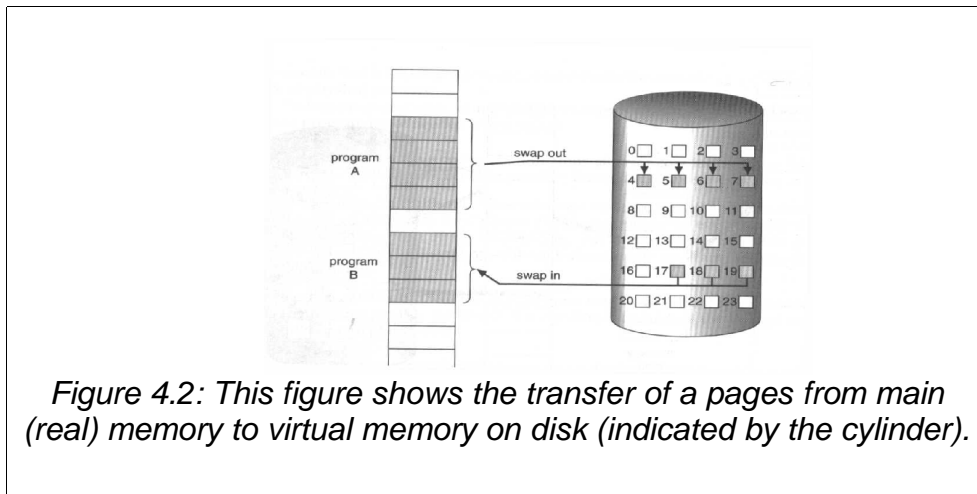 program
A
swap out
0 1 2 3
4 5 6 7
8 9 10 11
12 13 14 15
program
B
swap in
16 17 18 19
20 21 22 23
Figure 4.2: This figure shows the transfer of a pages from main
(real) memory to virtual memory on disk (indicated by the cylinder).